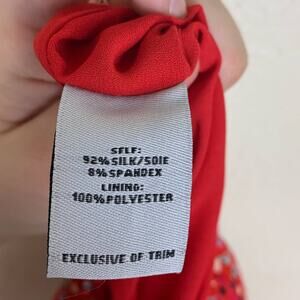 SELF:
92% SILK/SOIE
8% SPANDEX
LINING:
100% POLYESTER
EXCLUSIVE OF TRIM